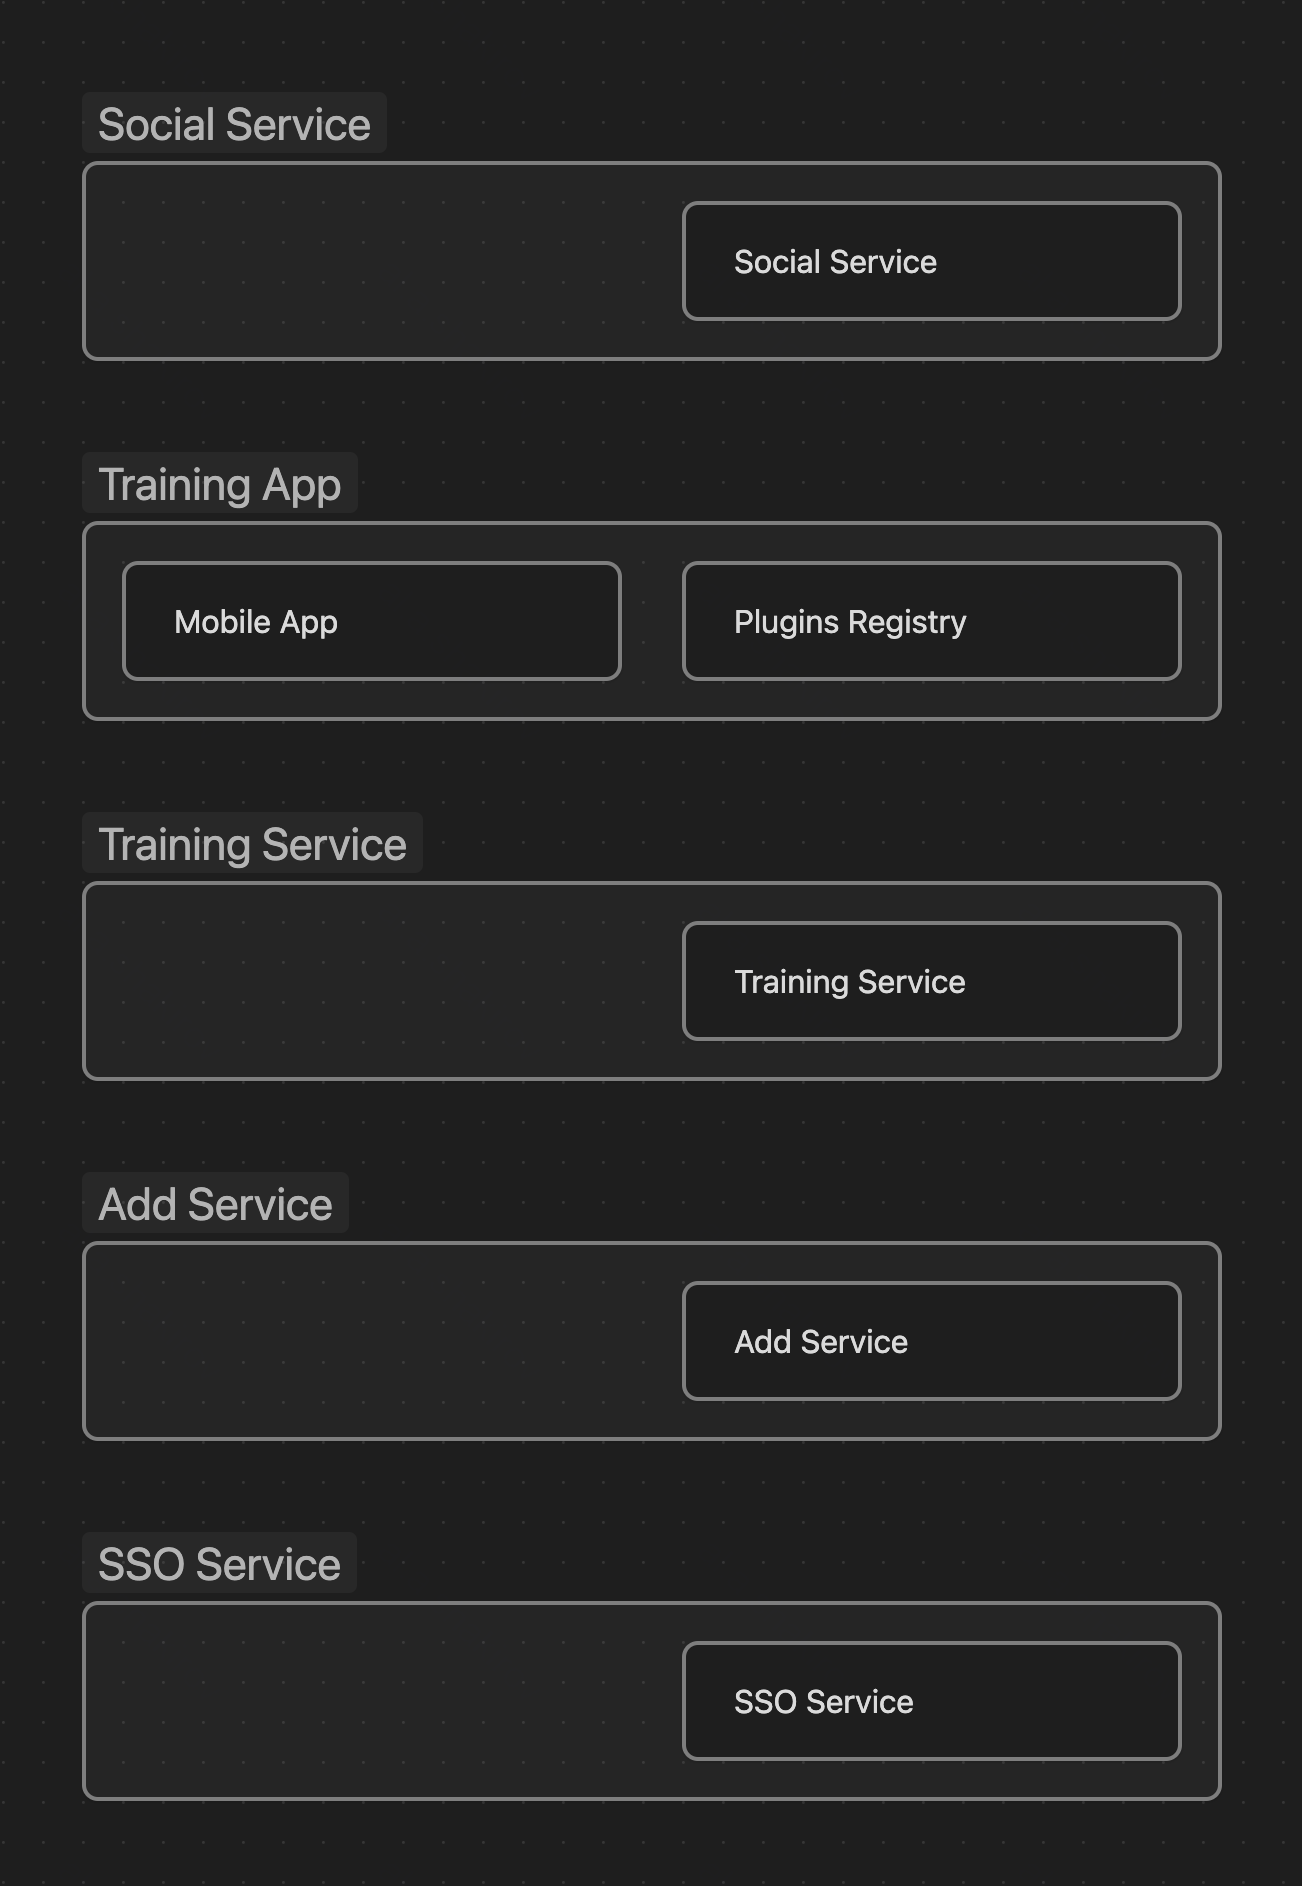 Social Service
Social Service
Training App
Mobile App
Plugins Registry
Training Service
Training Service
Add Service
Add Service
SSO Service
SSO Service